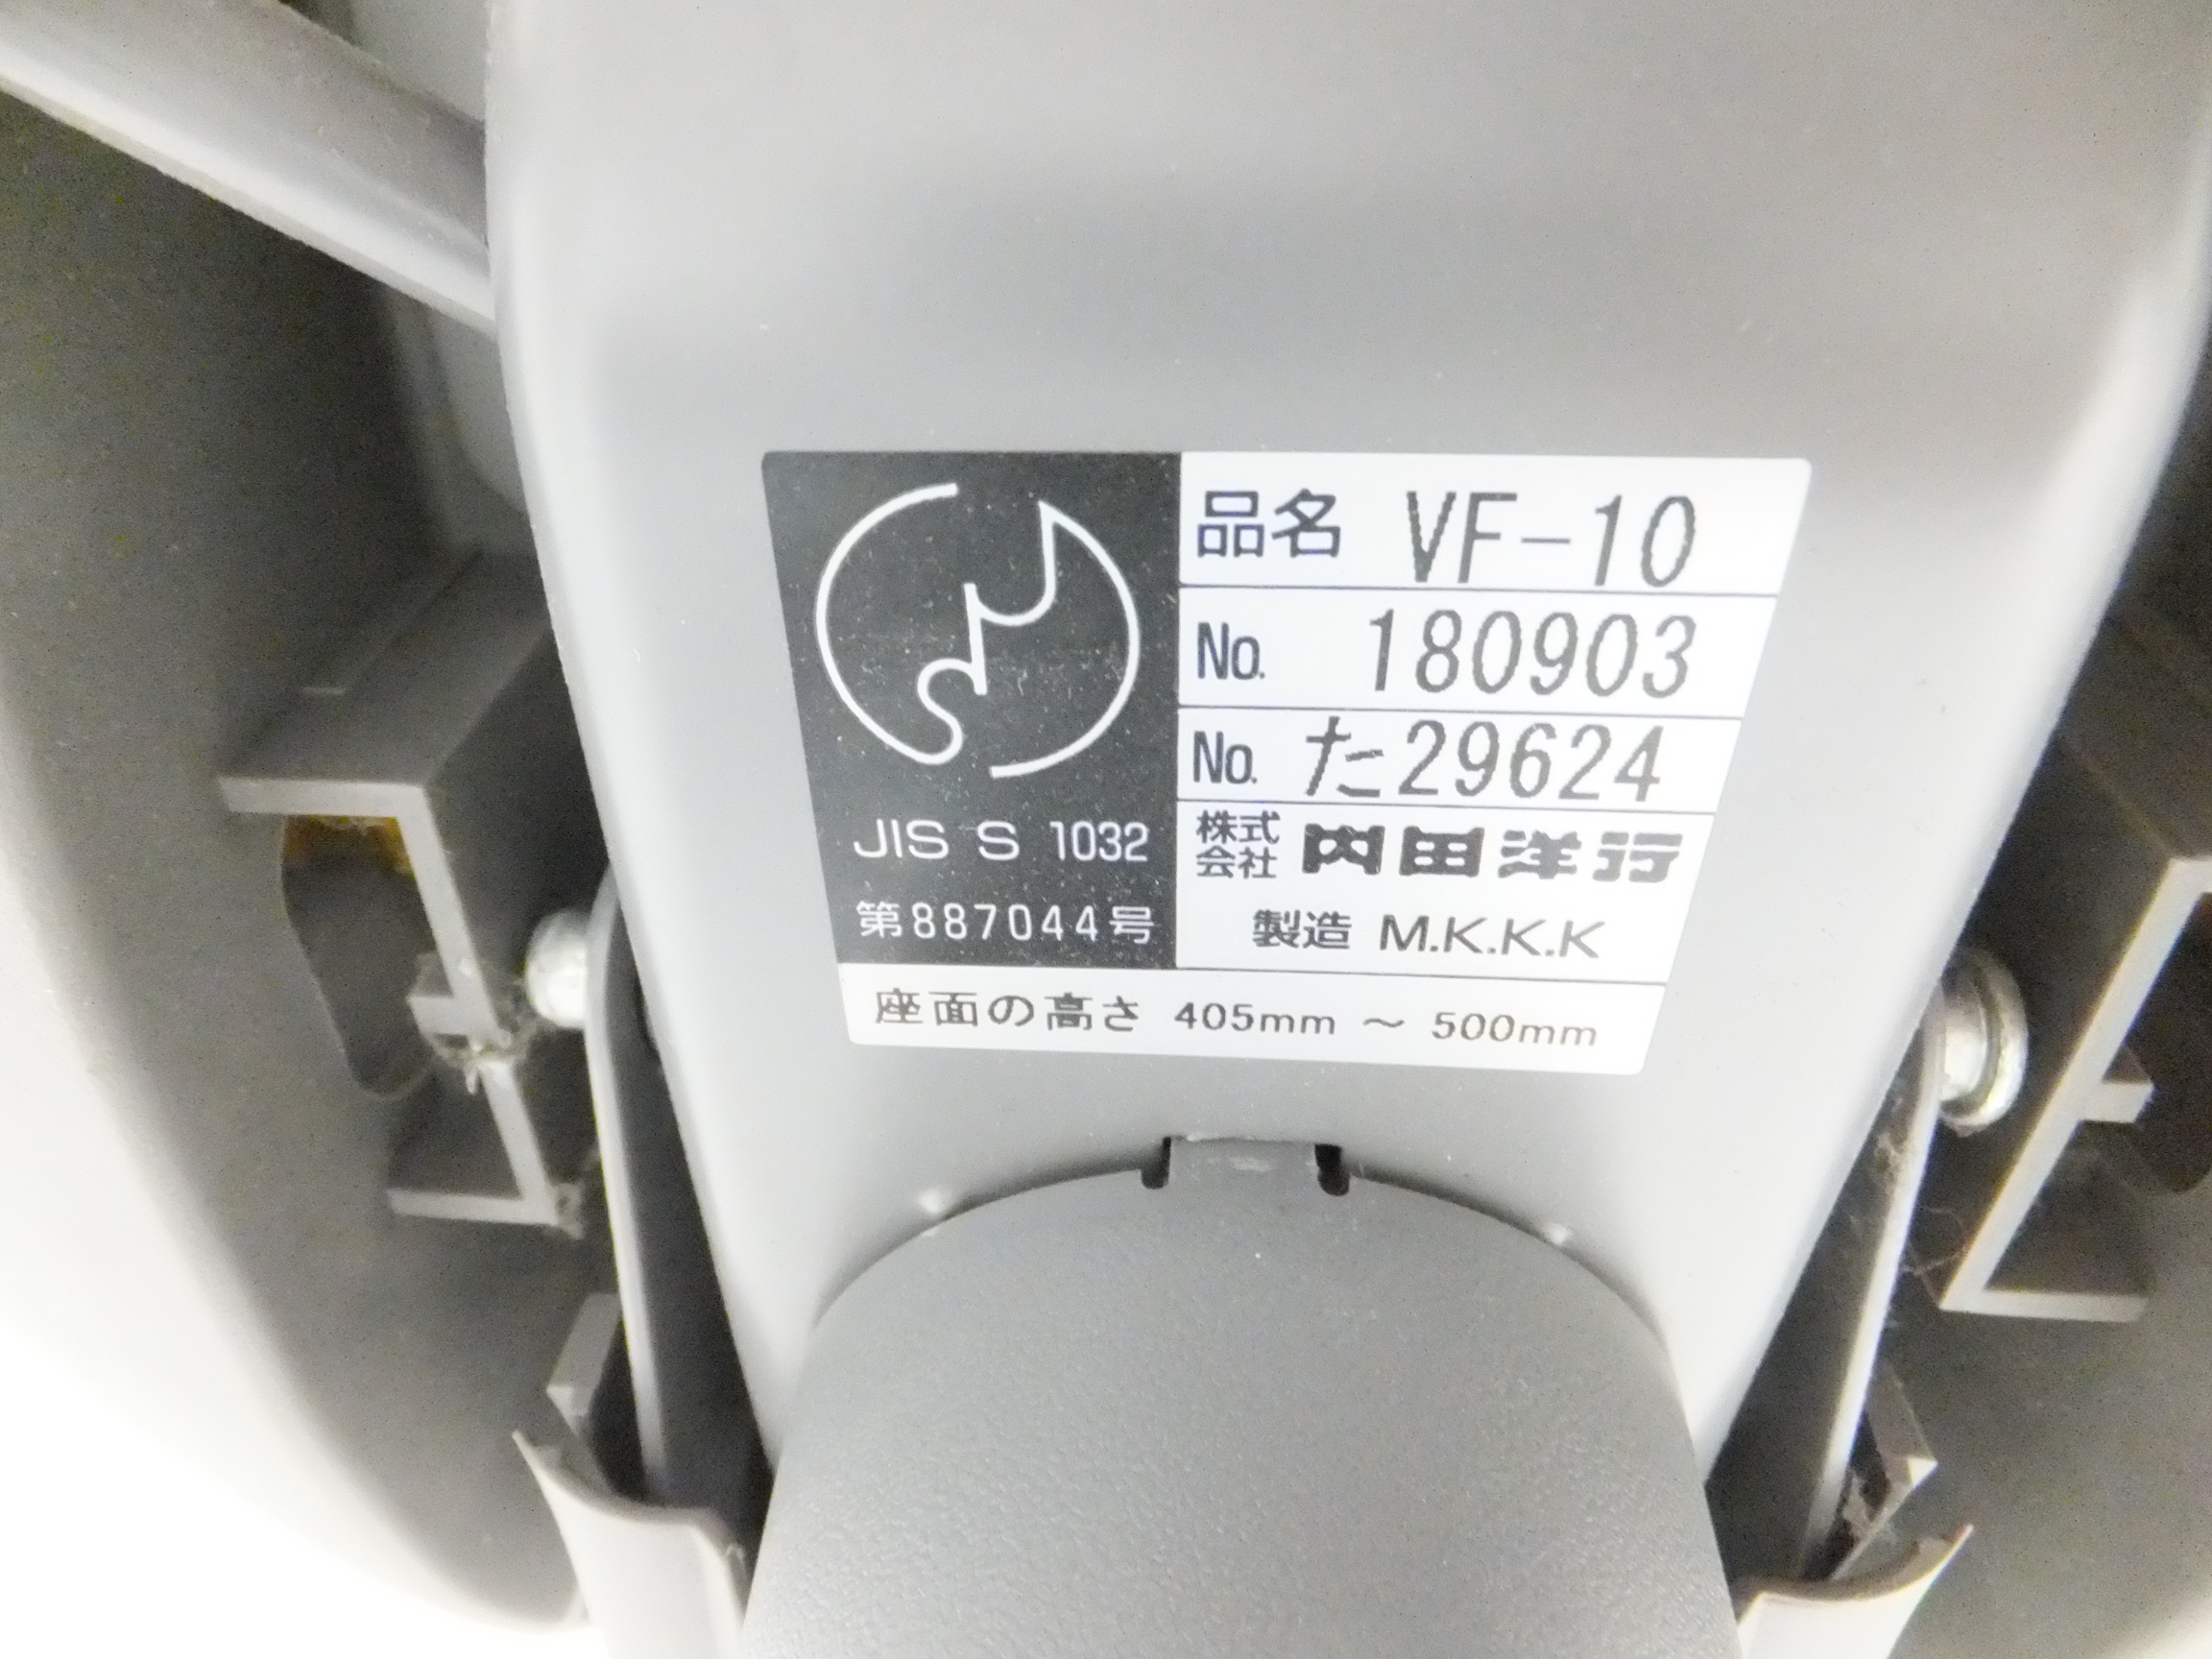 品名 VF-10
No. 180903
No. た29624
株式会社 内田洋行
製造 M.K.K.K
JIS S 1032
第887044号
座面の高さ 405mm ～ 500mm